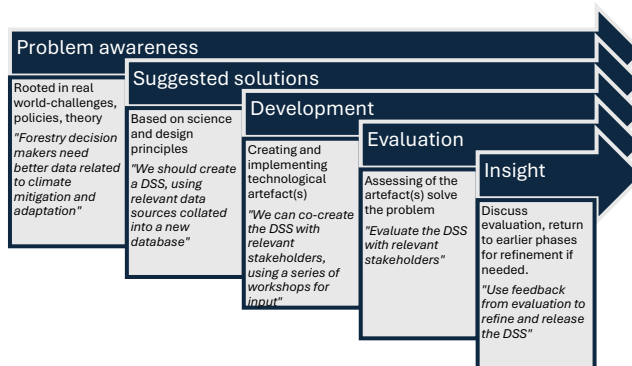 Problem awareness
Rooted in real
world-challenges,
policies, theory
"Forestry decision
makers need
better data related
to climate
mitigation and
adaptation"
Suggested solutions
Based on science
and design
principles
"We should create
a DSS, using
relevant data
sources collated
into a new
database"
Development
Creating and
implementing
technological
artefact(s)
"We can co-create
the DSS with
relevant
stakeholders,
using a series of
workshops for
input"
Evaluation
Assessing of the
artefact(s) solve
the problem
"Evaluate the DSS
with relevant
stakeholders"
Insight
Discuss
evaluation, return
to earlier phases
for refinement if
needed.
"Use feedback
from evaluation to
refine and release
the DSS"